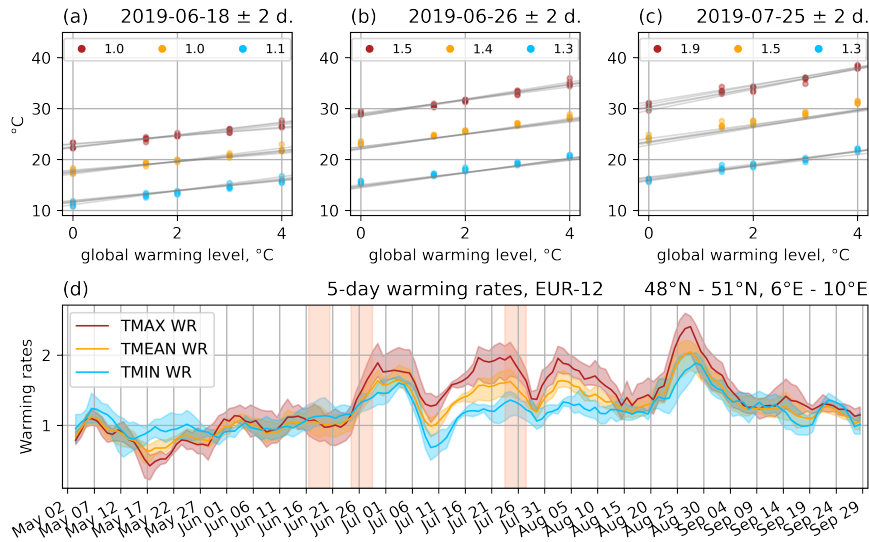 (a) 2019-06-18 ± 2 d.
(b) 2019-06-26 ± 2 d.
(c) 2019-07-25 ± 2 d.
1.0 1.0 1.1
1.5 1.4 1.3
1.9 1.5 1.3
40
30
20
10
°C
0 2 4
0 2 4
0 2 4
global warming level, °C
global warming level, °C
global warming level, °C
(d) 5-day warming rates, EUR-12 48°N - 51°N, 6°E - 10°E
TMAX WR
TMEAN WR
TMIN WR
Warming rates
2
1
May 02 May 07 May 12 May 17 May 22 May 27 Jun 01 Jun 06 Jun 11 Jun 16 Jun 21 Jun 26 Jul 01 Jul 06 Jul 11 Jul 16 Jul 21 Jul 26 Jul 31 Aug 05 Aug 10 Aug 15 Aug 20 Aug 25 Aug 30 Sep 04 Sep 09 Sep 14 Sep 19 Sep 24 Sep 29